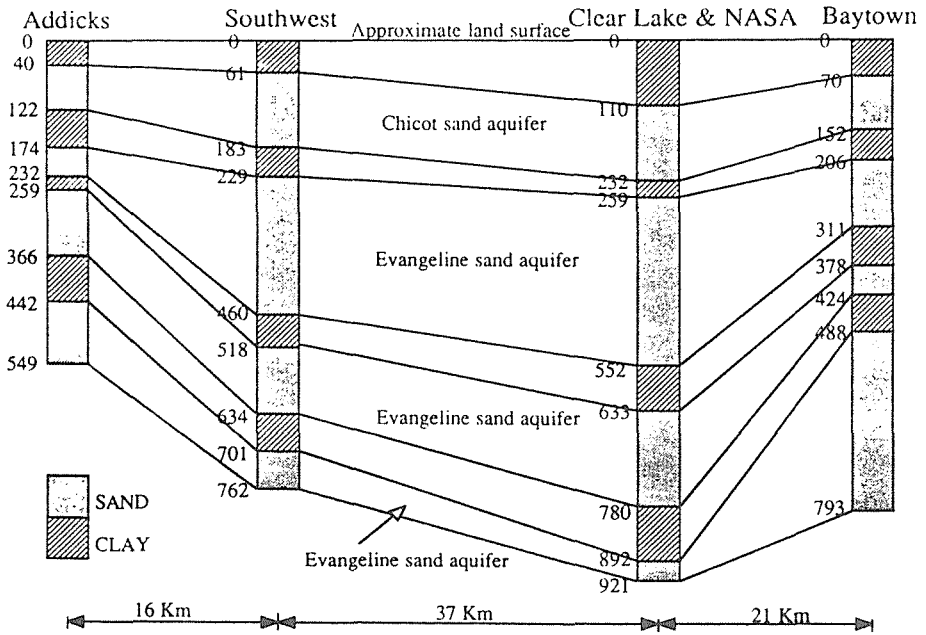 Addicks
Southwest
Clear Lake & NASA
Baytown
Approximate land surface
0
40
122
174
232
259
366
442
549
0
61
183
229
460
518
634
701
762
Chicot sand aquifer
Evangeline sand aquifer
Evangeline sand aquifer
Evangeline sand aquifer
0
110
232
259
552
633
780
892
921
0
70
152
206
311
378
424
488
793
SAND
CLAY
16 Km
37 Km
21 Km